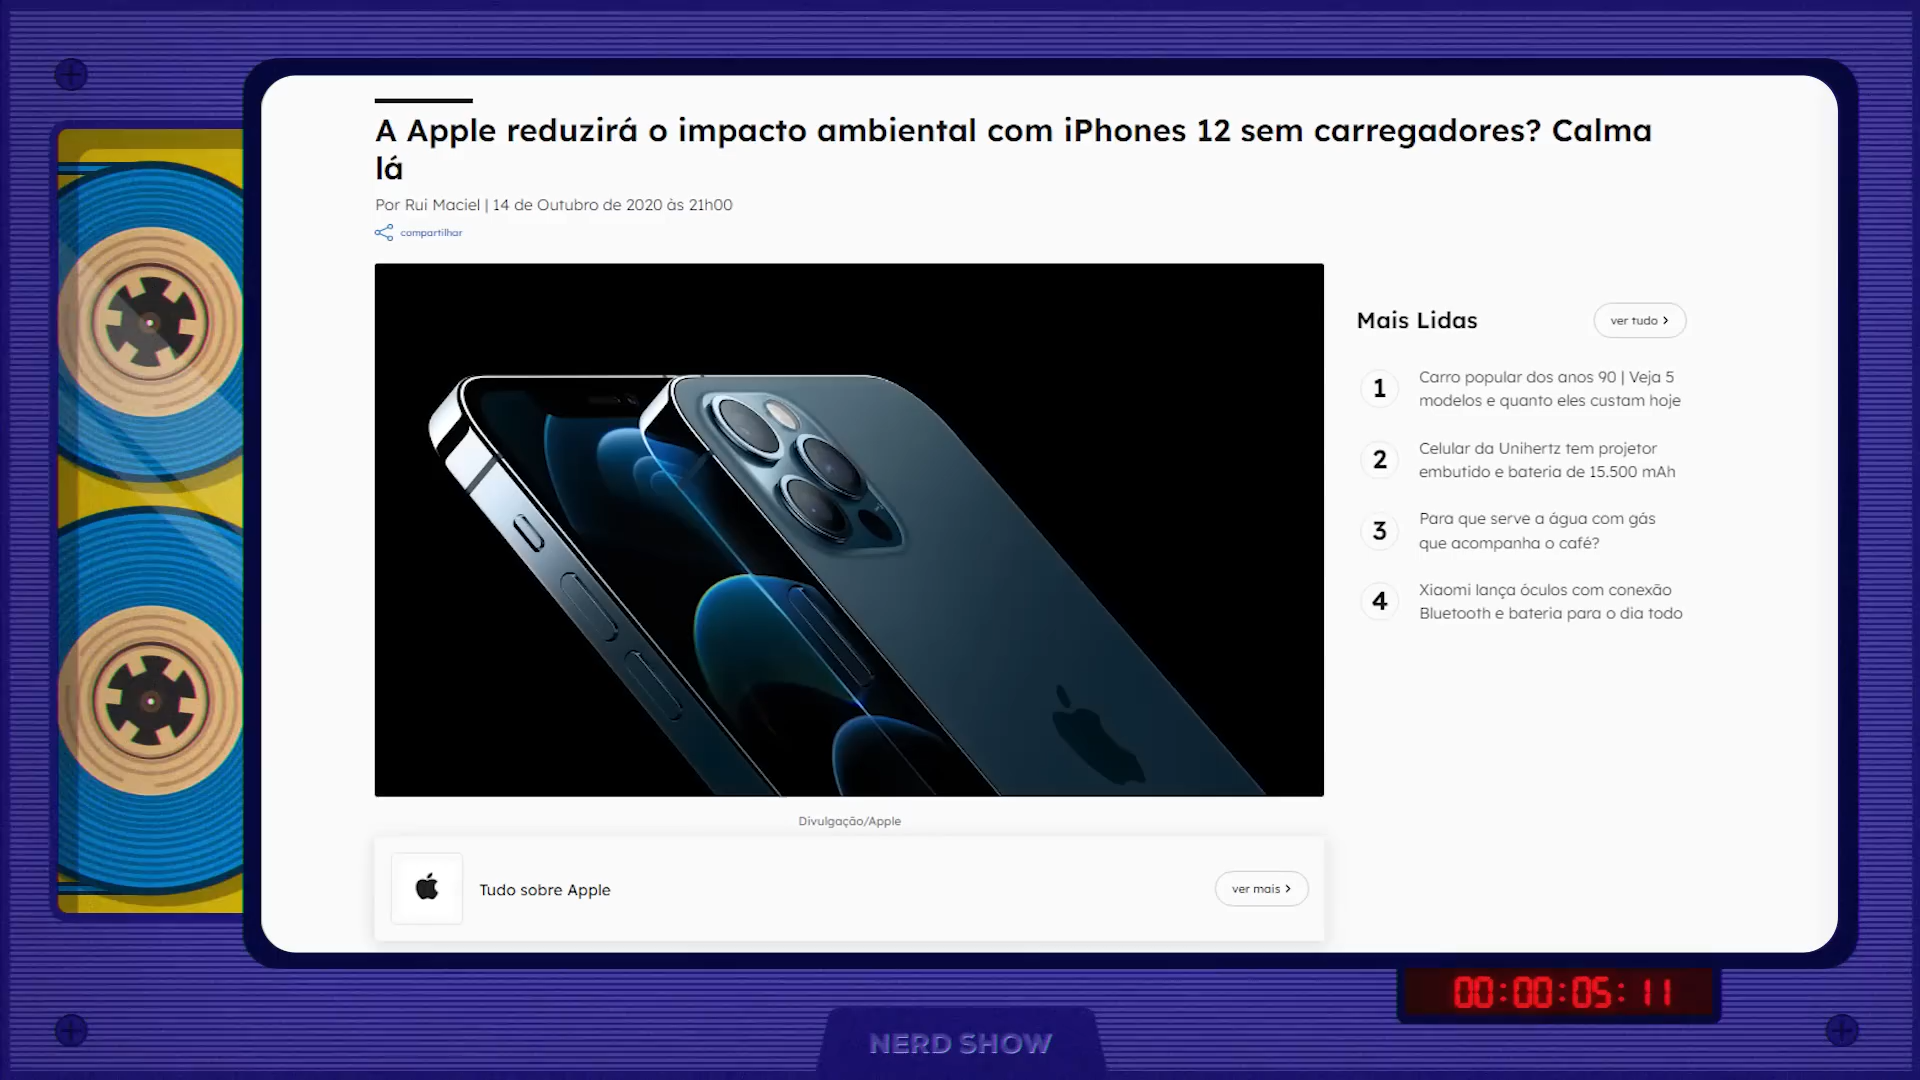 A Apple reduzirá o impacto ambiental com iPhones 12 sem carregadores? Calma
lá
Por Rui Maciel | 14 de Outubro de 2020 às 21h00
compartilhar
Divulgação/Apple
Tudo sobre Apple
ver mais
Mais Lidas
ver tudo
1
Carro popular dos anos 90 | Veja 5
modelos e quanto eles custam hoje
2
Celular da Unihertz tem projetor
embutido e bateria de 15.500 mAh
3
Para que serve a água com gás
que acompanha o café?
4
Xiaomi lança óculos com conexão
Bluetooth e bateria para o dia todo
00:00:05:11
NERD SHOW